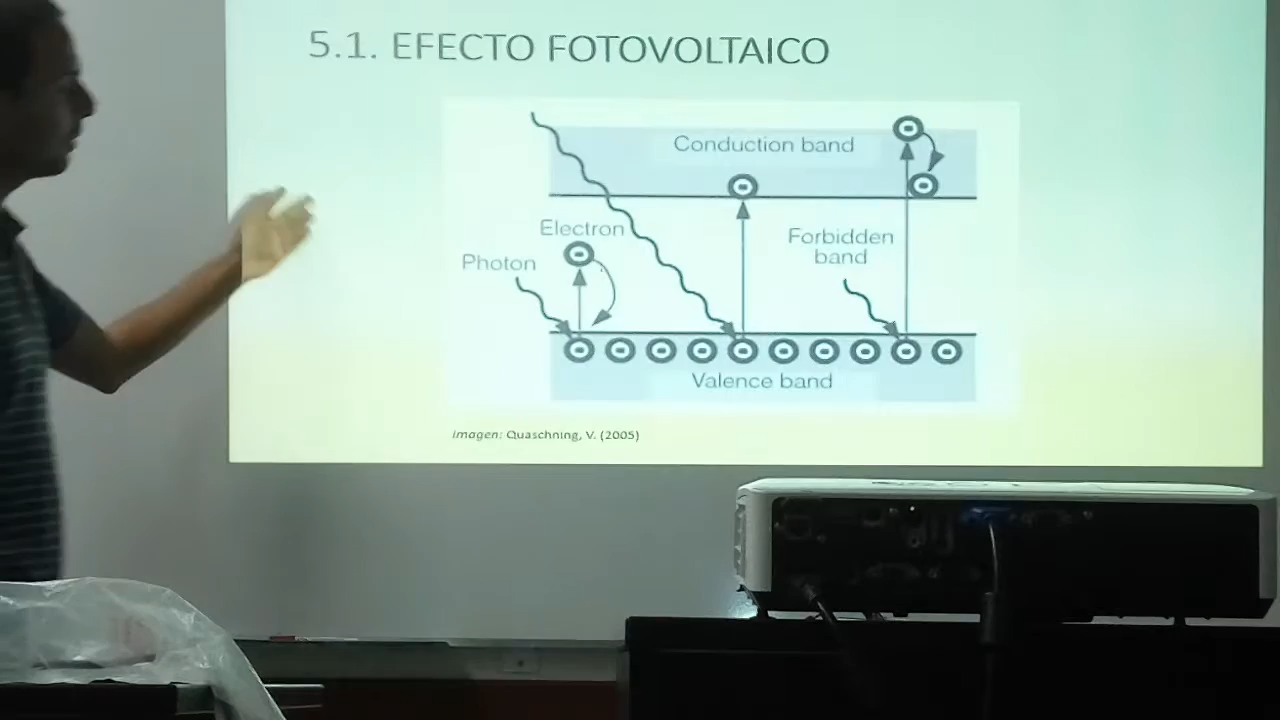 5.1. EFECTO FOTOVOLTAICO
Conduction band
Electron
Photon
Forbidden
band
Valence band
Imagen: Quaschning, V. (2005)